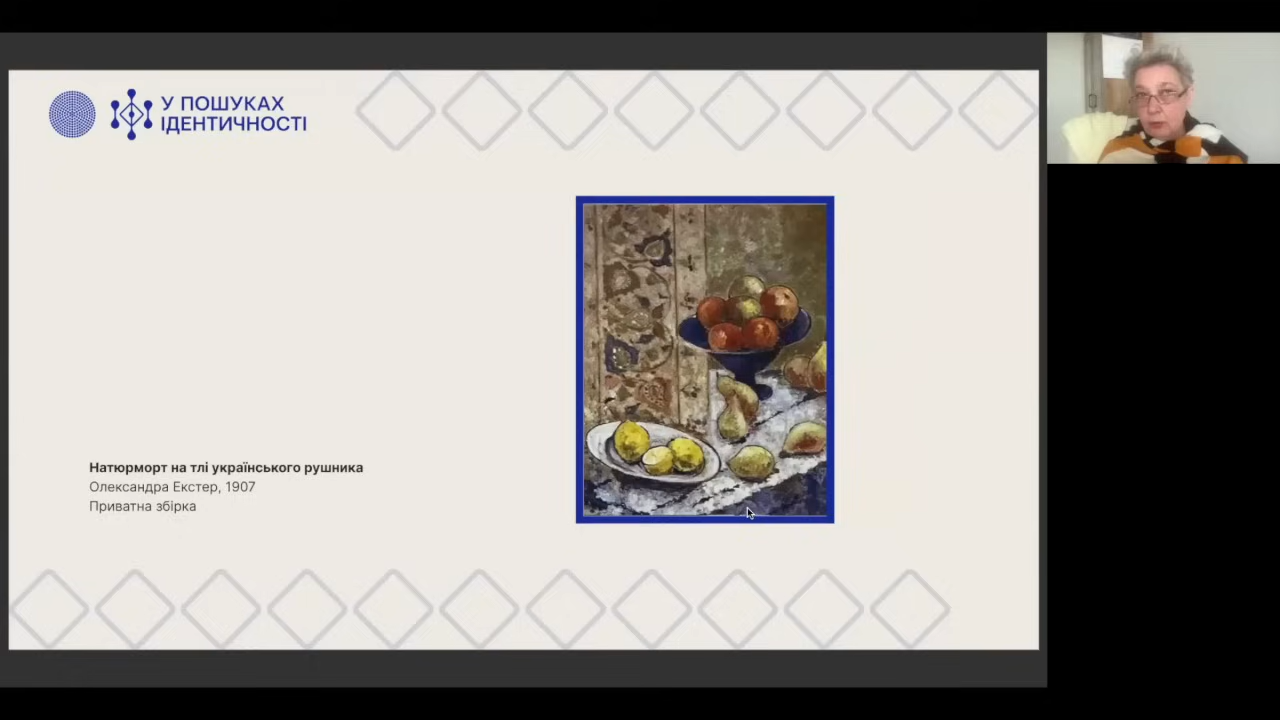 У ПОШУКАХ
ІДЕНТИЧНОСТІ
Натюрморт на тлі українського рушника
Олександра Екстер, 1907
Приватна збірка